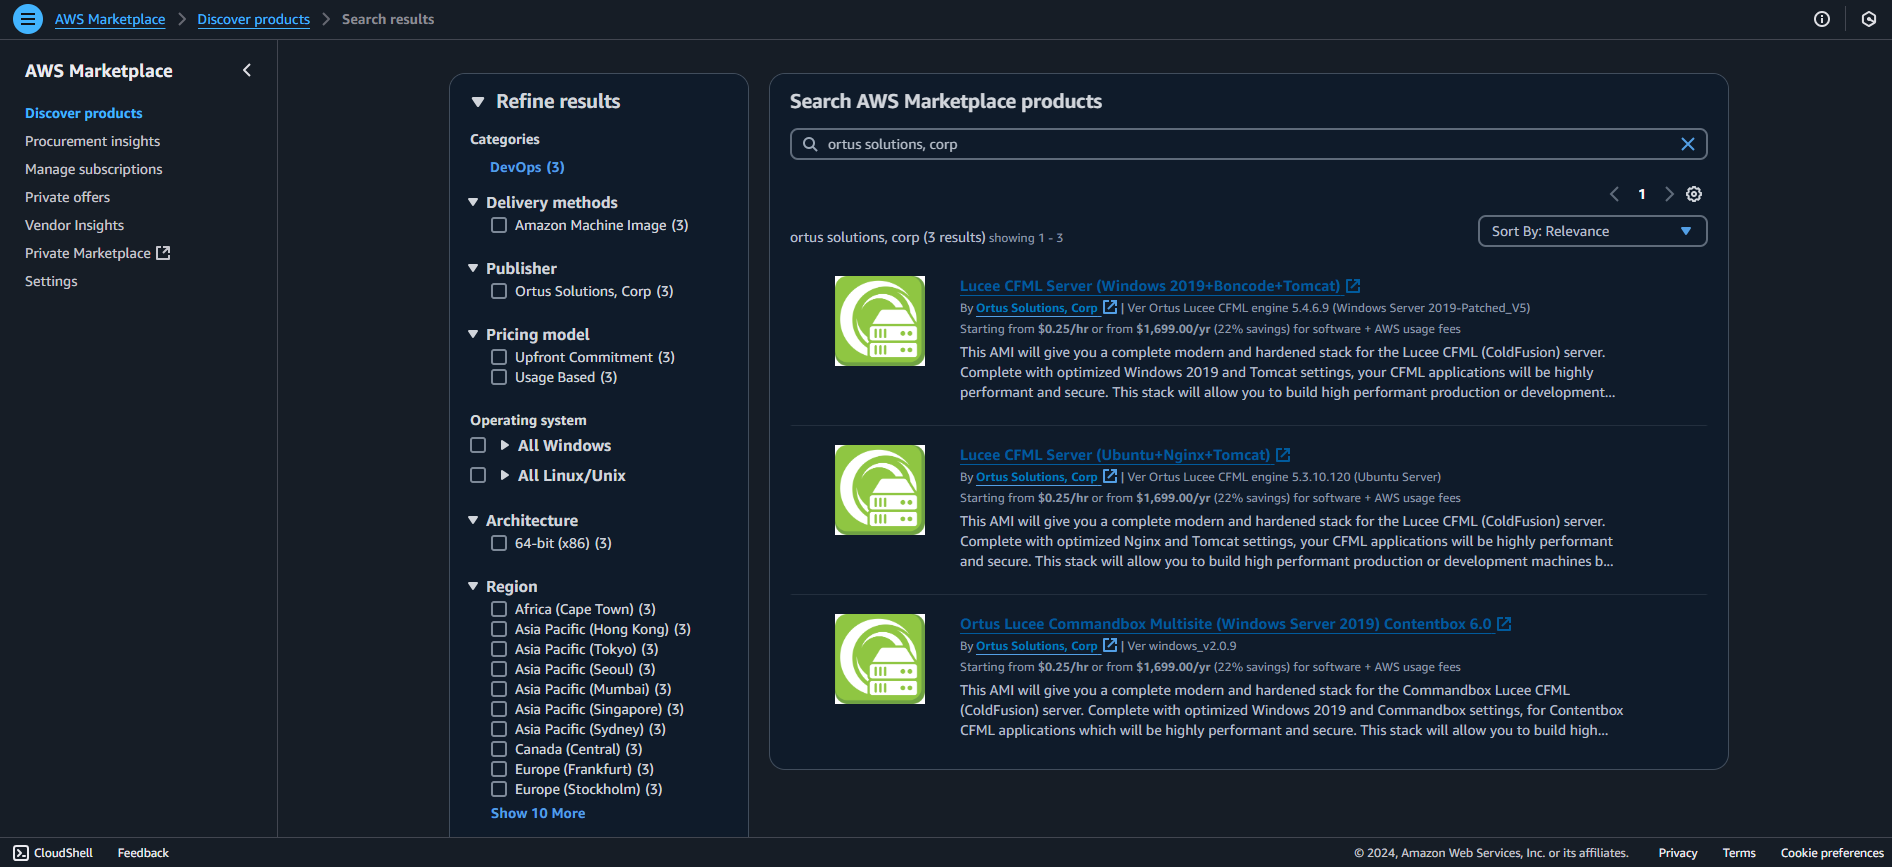 AWS Marketplace > Discover products > Search results
AWS Marketplace
Discover products
Procurement insights
Manage subscriptions
Private offers
Vendor Insights
Private Marketplace
Settings
Refine results
Categories
DevOps (3)
Delivery methods
Amazon Machine Image (3)
Publisher
Ortus Solutions, Corp (3)
Pricing model
Upfront Commitment (3)
Usage Based (3)
Operating system
All Windows
All Linux/Unix
Architecture
64-bit (x86) (3)
Region
Africa (Cape Town) (3)
Asia Pacific (Hong Kong) (3)
Asia Pacific (Tokyo) (3)
Asia Pacific (Seoul) (3)
Asia Pacific (Mumbai) (3)
Asia Pacific (Singapore) (3)
Asia Pacific (Sydney) (3)
Canada (Central) (3)
Europe (Frankfurt) (3)
Europe (Stockholm) (3)
Show 10 More
Search AWS Marketplace products
ortus solutions, corp
1
ortus solutions, corp (3 results) showing 1 - 3
Sort By: Relevance
Lucee CFML Server (Windows 2019+Boncode+Tomcat)
By Ortus Solutions, Corp | Ver Ortus Lucee CFML engine 5.4.6.9 (Windows Server 2019-Patched_V5)
Starting from $0.25/hr or from $1,699.00/yr (22% savings) for software + AWS usage fees
This AMI will give you a complete modern and hardened stack for the Lucee CFML (ColdFusion) server.
Complete with optimized Windows 2019 and Tomcat settings, your CFML applications will be highly
performant and secure. This stack will allow you to build high performant production or development...
Lucee CFML Server (Ubuntu+Nginx+Tomcat)
By Ortus Solutions, Corp | Ver Ortus Lucee CFML engine 5.3.10.120 (Ubuntu Server)
Starting from $0.25/hr or from $1,699.00/yr (22% savings) for software + AWS usage fees
This AMI will give you a complete modern and hardened stack for the Lucee CFML (ColdFusion) server.
Complete with optimized Nginx and Tomcat settings, your CFML applications will be highly performant
and secure. This stack will allow you to build high performant production or development machines b...
Ortus Lucee Commandbox Multisite (Windows Server 2019) Contentbox 6.0
By Ortus Solutions, Corp | Ver windows_v2.0.9
Starting from $0.25/hr or from $1,699.00/yr (22% savings) for software + AWS usage fees
This AMI will give you a complete modern and hardened stack for the Commandbox Lucee CFML
(ColdFusion) server. Complete with optimized Windows 2019 and Commandbox settings, for Contentbox
CFML applications which will be highly performant and secure. This stack will allow you to build high...
CloudShell Feedback
© 2024, Amazon Web Services, Inc. or its affiliates. Privacy Terms Cookie preferences